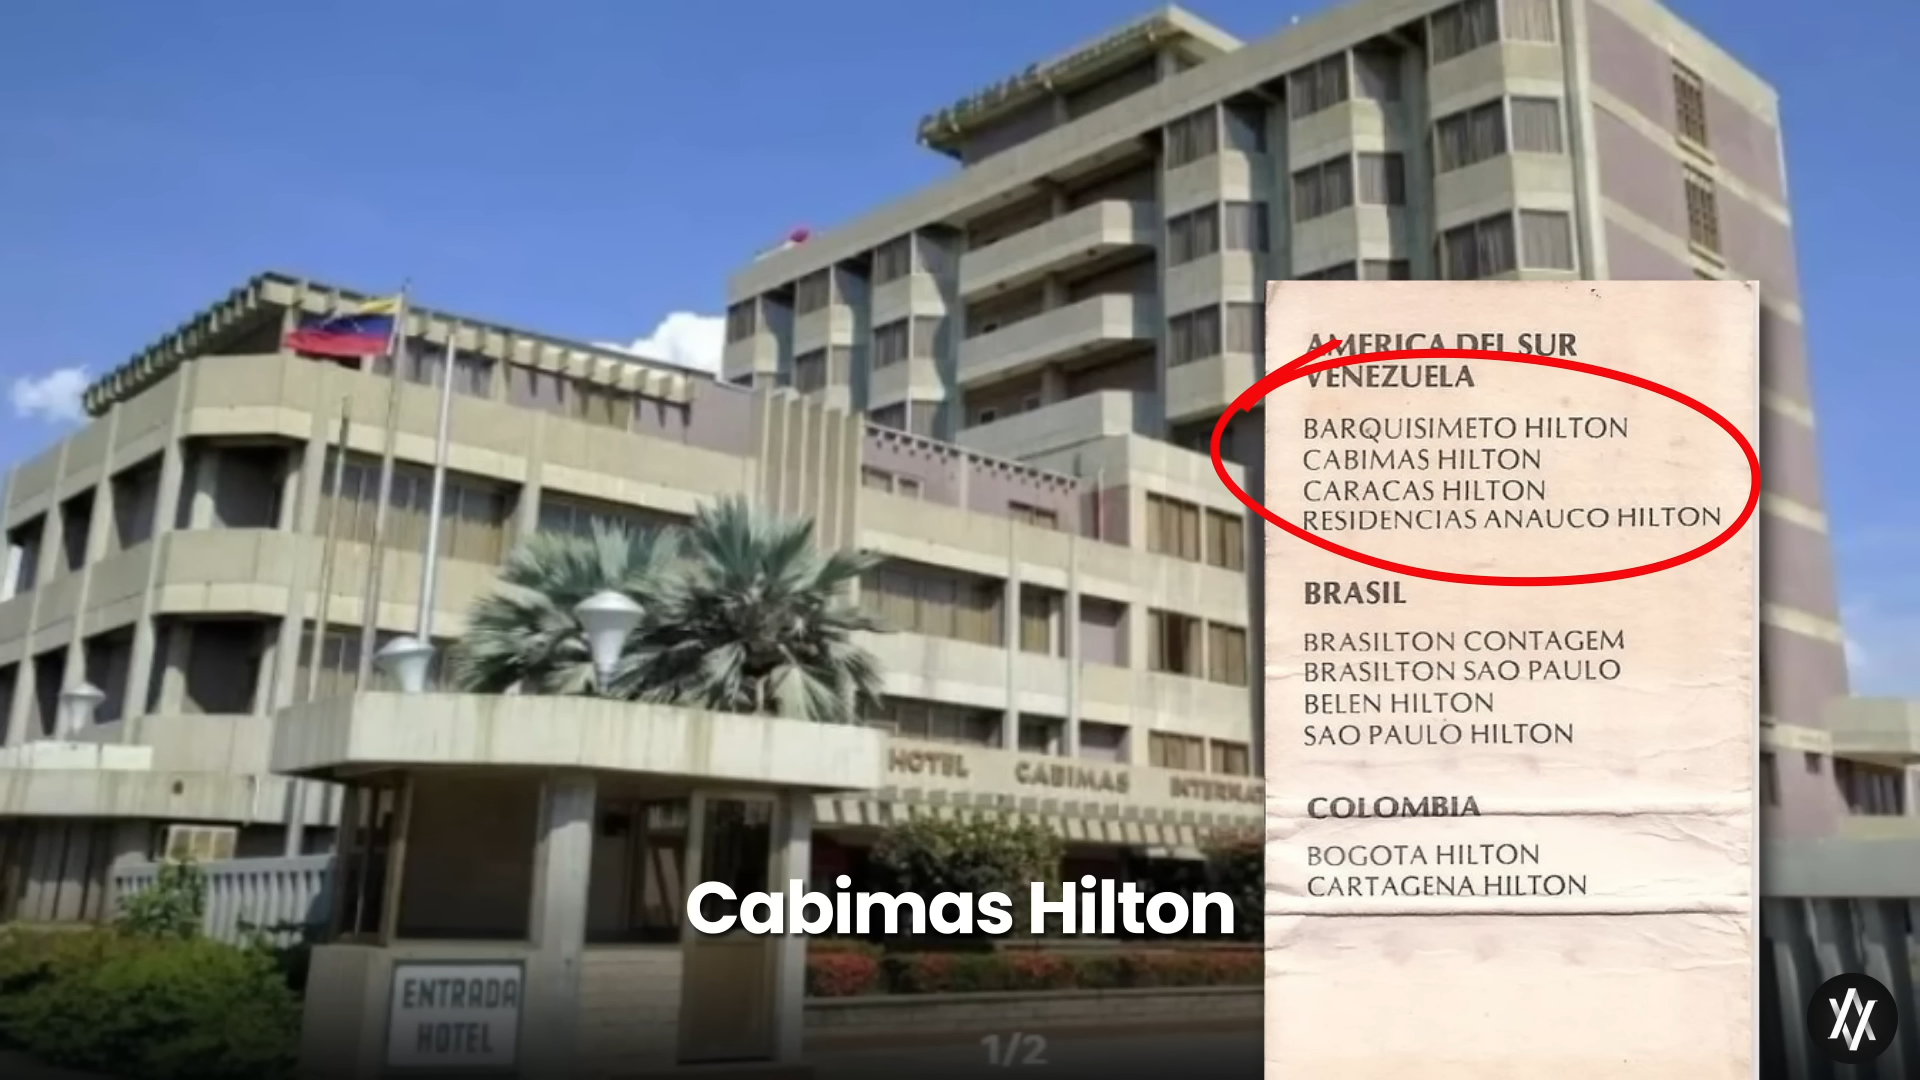 CABIMAS
AMERICA DEL SUR
VENEZUELA
BARQUISIMETO HILTON
CABIMAS HILTON
CARACAS HILTON
RESIDENCIAS ANAUCO HILTON
BRASIL
BRASILTON CONTAGEM
BRASILTON SAO PAULO
BELEN HILTON
SAO PAULO HILTON
COLOMBIA
BOGOTA HILTON
CARTAGENA HILTON
HOTEL CABIMAS
Cabimas Hilton
ENTRADA
HOTEL
1/2